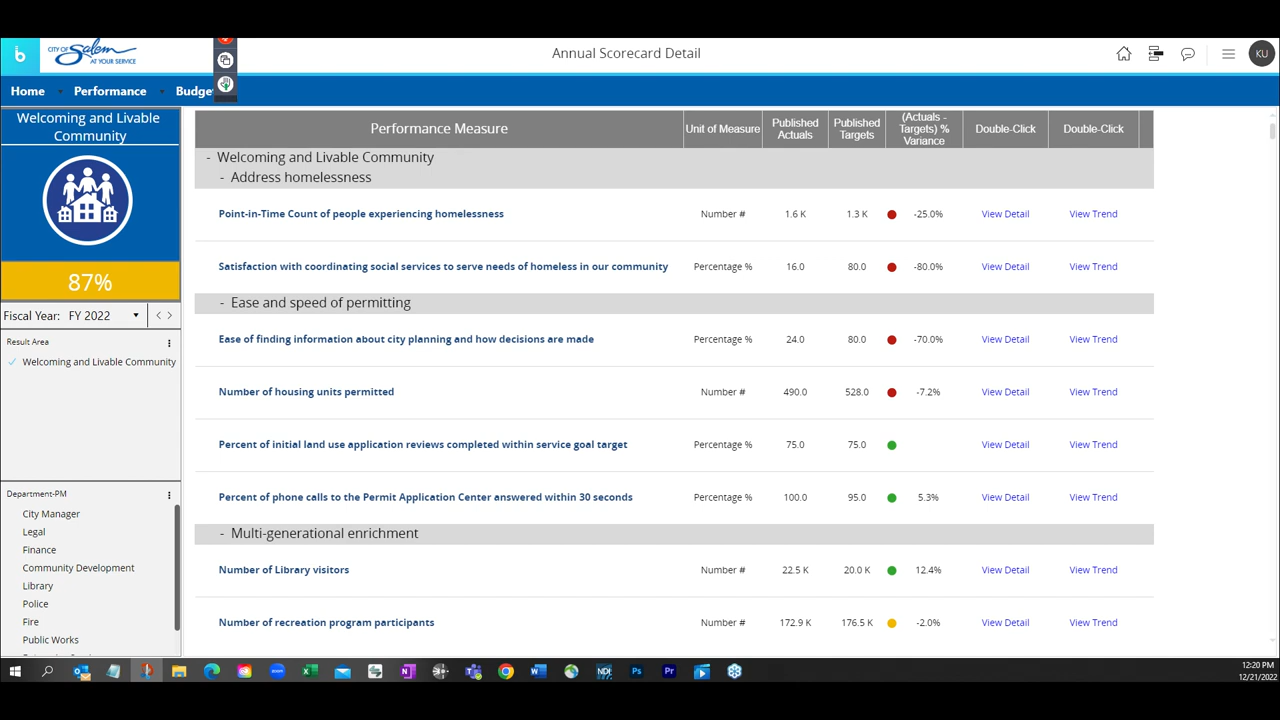 b
CITY OF Salem
AT YOUR SERVICE
Annual Scorecard Detail
KU
Home Performance
Welcoming and Livable
Community
87%
Fiscal Year: FY 2022
Result Area
Welcoming and Livable Community
Department-PM
City Manager
Legal
Finance
Community Development
Library
Police
Fire
Public Works
Performance Measure Unit of Measure Published Actuals Published Targets (Actuals - Targets) % Variance Double-Click Double-Click
- Welcoming and Livable Community
- Address homelessness
Point-in-Time Count of people experiencing homelessness Number # 1.6 K 1.3 K -25.0% View Detail View Trend
Satisfaction with coordinating social services to serve needs of homeless in our community Percentage % 16.0 80.0 -80.0% View Detail View Trend
- Ease and speed of permitting
Ease of finding information about city planning and how decisions are made Percentage % 24.0 80.0 -70.0% View Detail View Trend
Number of housing units permitted Number # 490.0 528.0 -7.2% View Detail View Trend
Percent of initial land use application reviews completed within service goal target Percentage % 75.0 75.0 View Detail View Trend
Percent of phone calls to the Permit Application Center answered within 30 seconds Percentage % 100.0 95.0 5.3% View Detail View Trend
- Multi-generational enrichment
Number of Library visitors Number # 22.5 K 20.0 K 12.4% View Detail View Trend
Number of recreation program participants Number # 172.9 K 176.5 K -2.0% View Detail View Trend
12:20 PM
12/21/2022